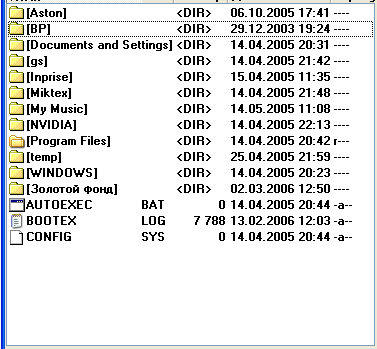 [Aston] <DIR> 06.10.2005 17:41 ----
[BP] <DIR> 29.12.2003 19:24 ----
[Documents and Settings] <DIR> 14.04.2005 20:31 ----
[gs] <DIR> 14.04.2005 21:42 ----
[Inprise] <DIR> 15.04.2005 11:35 ----
[Miktex] <DIR> 14.04.2005 21:48 ----
[My Music] <DIR> 14.05.2005 11:08 ----
[NVIDIA] <DIR> 14.04.2005 22:13 ----
[Program Files] <DIR> 14.04.2005 20:42 r---
[temp] <DIR> 25.04.2005 21:59 ----
[WINDOWS] <DIR> 14.04.2005 20:23 ----
[Золотой фонд] <DIR> 02.03.2006 12:50 ----
AUTOEXEC BAT 0 14.04.2005 20:44 -a--
BOOTEX LOG 7 788 13.02.2006 12:03 -a--
CONFIG SYS 0 14.04.2005 20:44 -a--